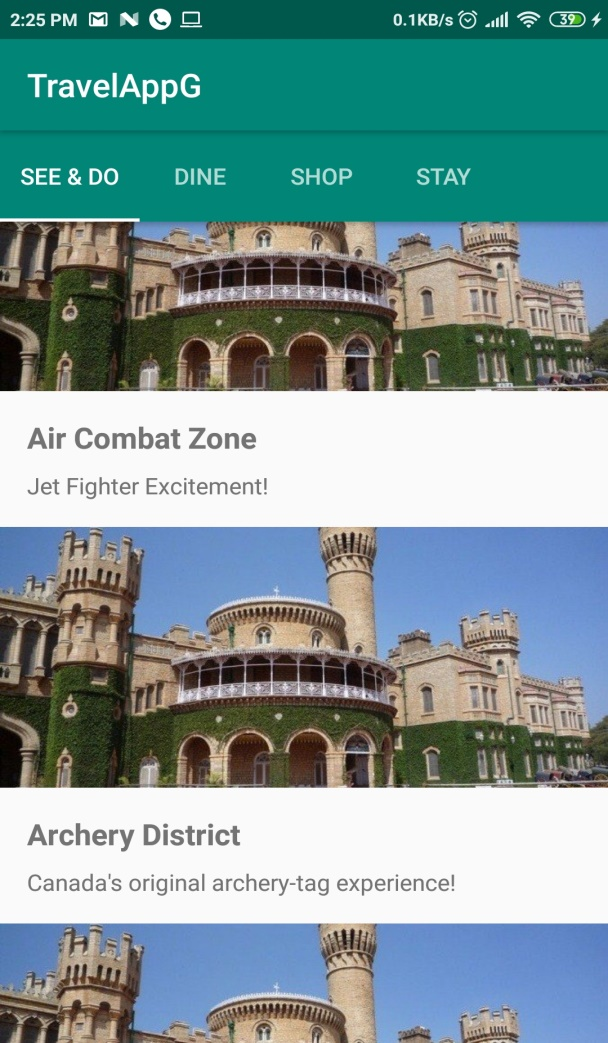 2:25 PM 0.1KB/s 39
TravelAppG
SEE & DO DINE SHOP STAY
Air Combat Zone
Jet Fighter Excitement!
Archery District
Canada's original archery-tag experience!